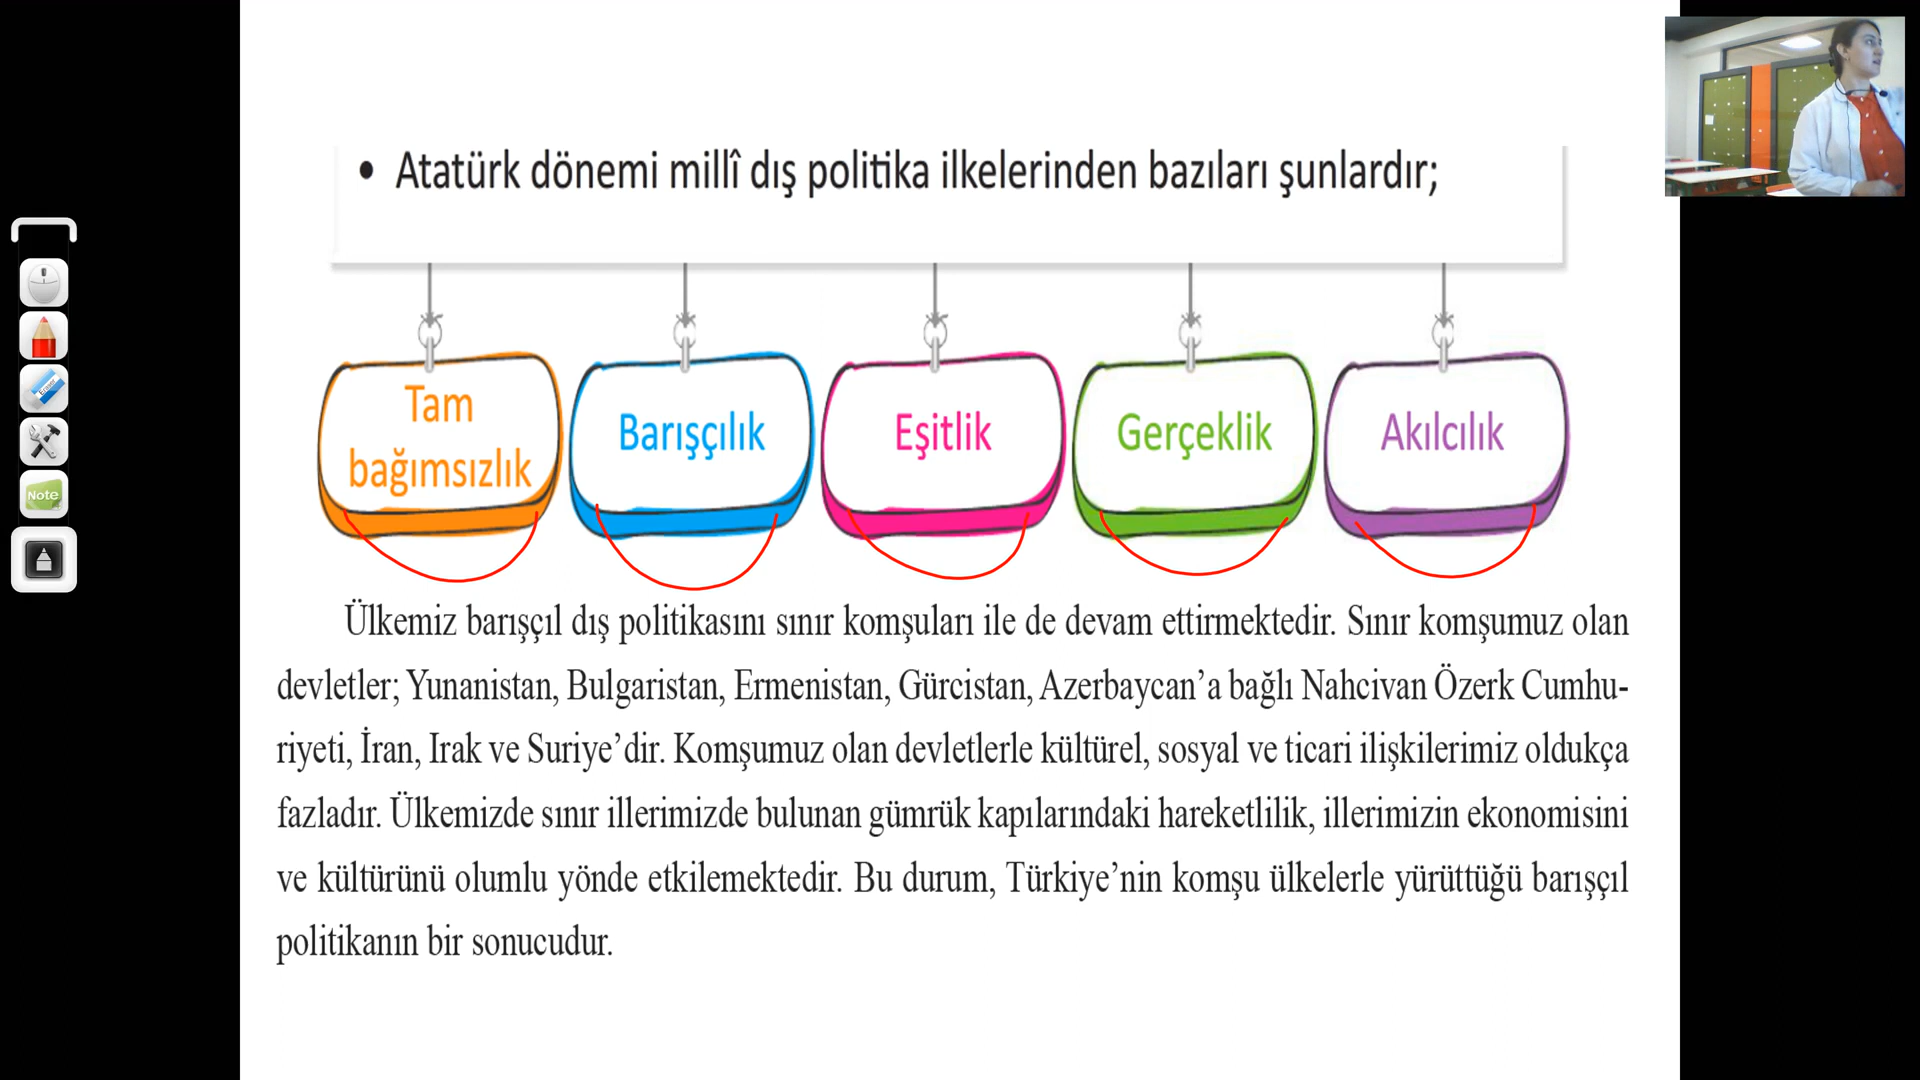 • Atatürk dönemi millî dış politika ilkelerinden bazıları şunlardır;
Tam
bağımsızlık
Barışçılık
Eşitlik
Gerçeklik
Akılcılık
Ülkemiz barışçıl dış politikasını sınır komşuları ile de devam ettirmektedir. Sınır komşumuz olan
devletler; Yunanistan, Bulgaristan, Ermenistan, Gürcistan, Azerbaycan’a bağlı Nahcivan Özerk Cumhu-
riyeti, İran, Irak ve Suriye’dir. Komşumuz olan devletlerle kültürel, sosyal ve ticari ilişkilerimiz oldukça
fazladır. Ülkemizde sınır illerimizde bulunan gümrük kapılarındaki hareketlilik, illerimizin ekonomisini
ve kültürünü olumlu yönde etkilemektedir. Bu durum, Türkiye’nin komşu ülkelerle yürüttüğü barışçıl
politikanın bir sonucudur.
Note